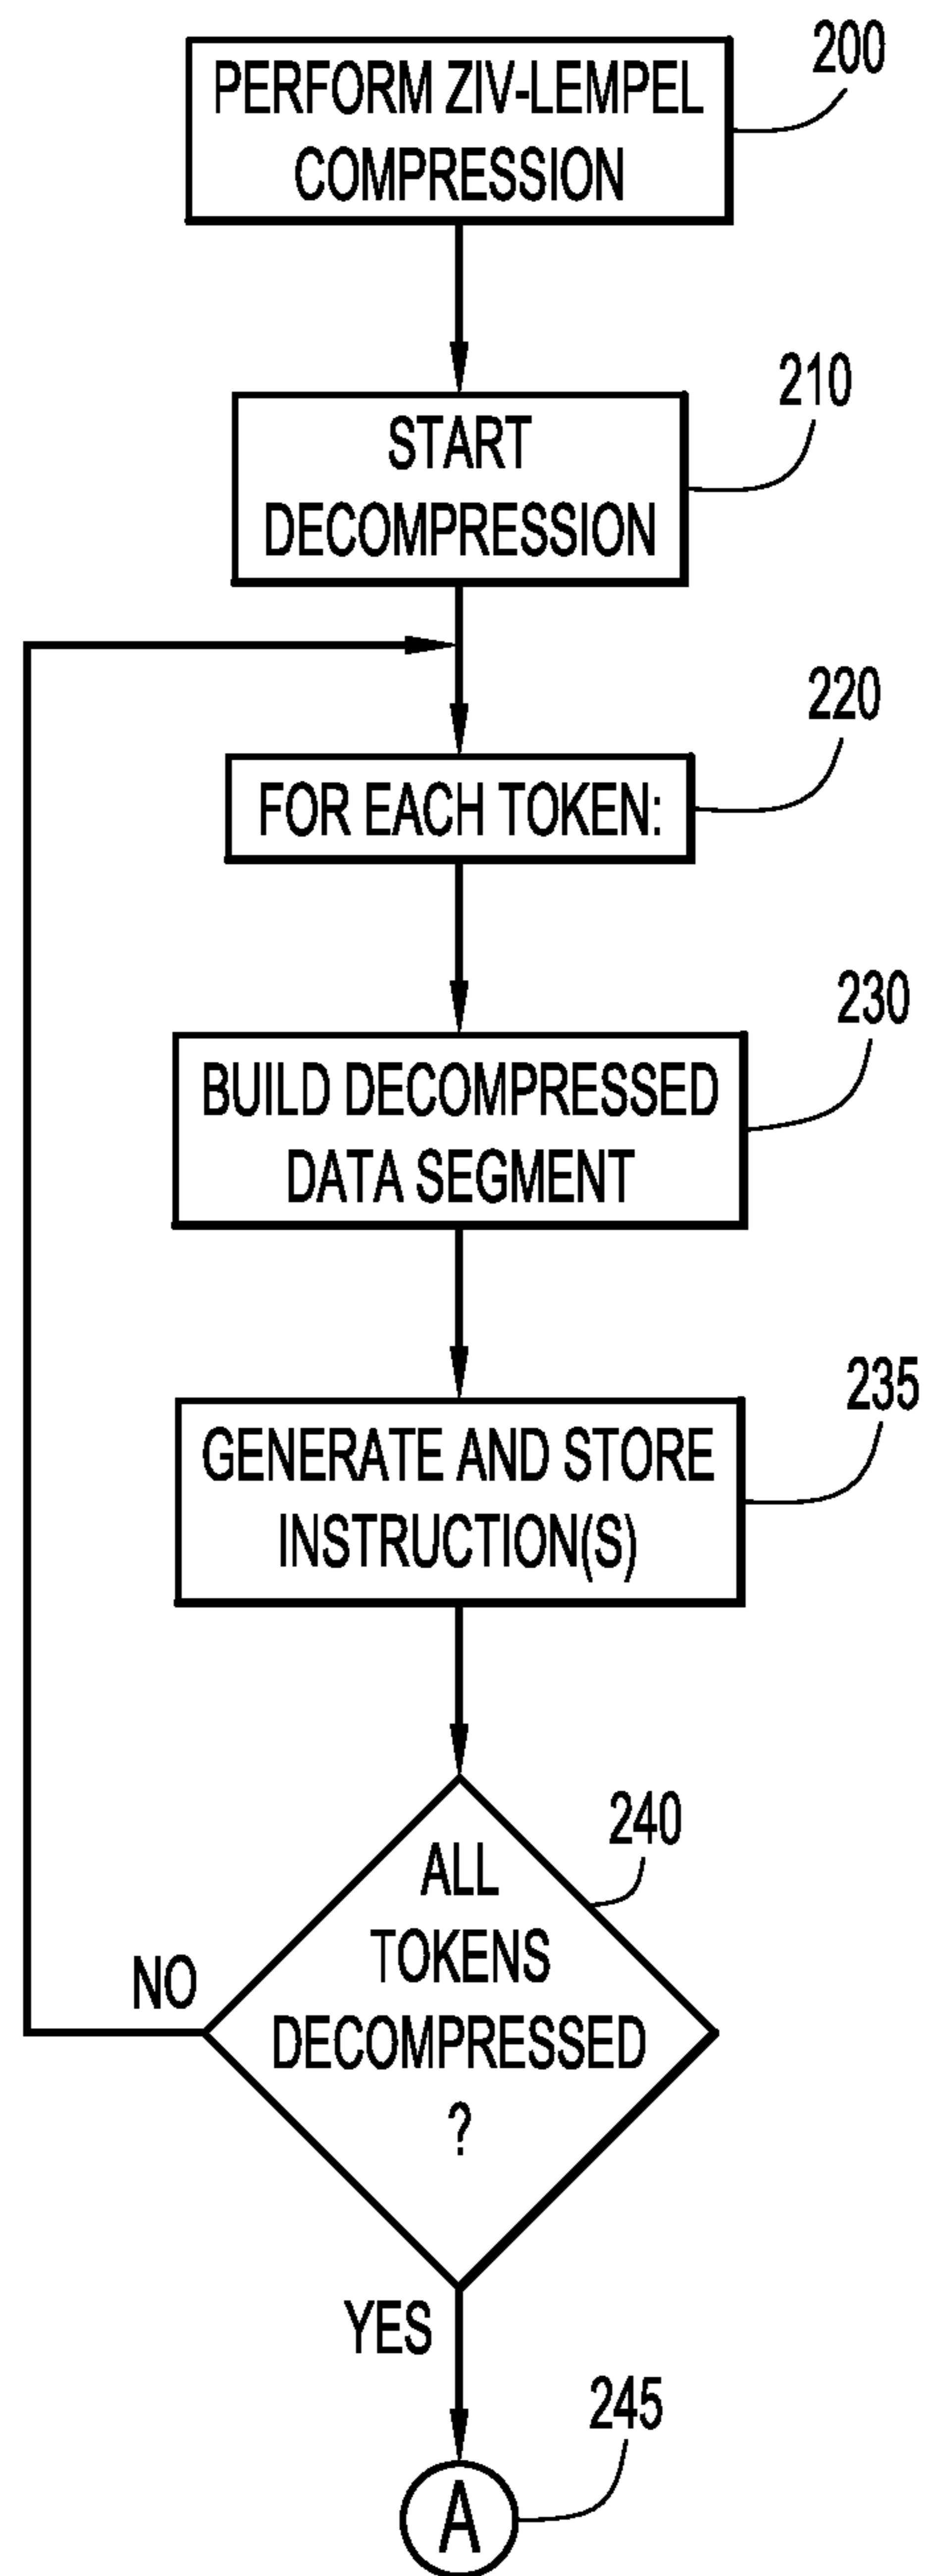 200
PERFORM ZIV-LEMPEL
COMPRESSION
210
START
DECOMPRESSION
220
FOR EACH TOKEN:
230
BUILD DECOMPRESSED
DATA SEGMENT
235
GENERATE AND STORE
INSTRUCTION(S)
240
ALL
TOKENS
DECOMPRESSED
?
NO
YES
245
A